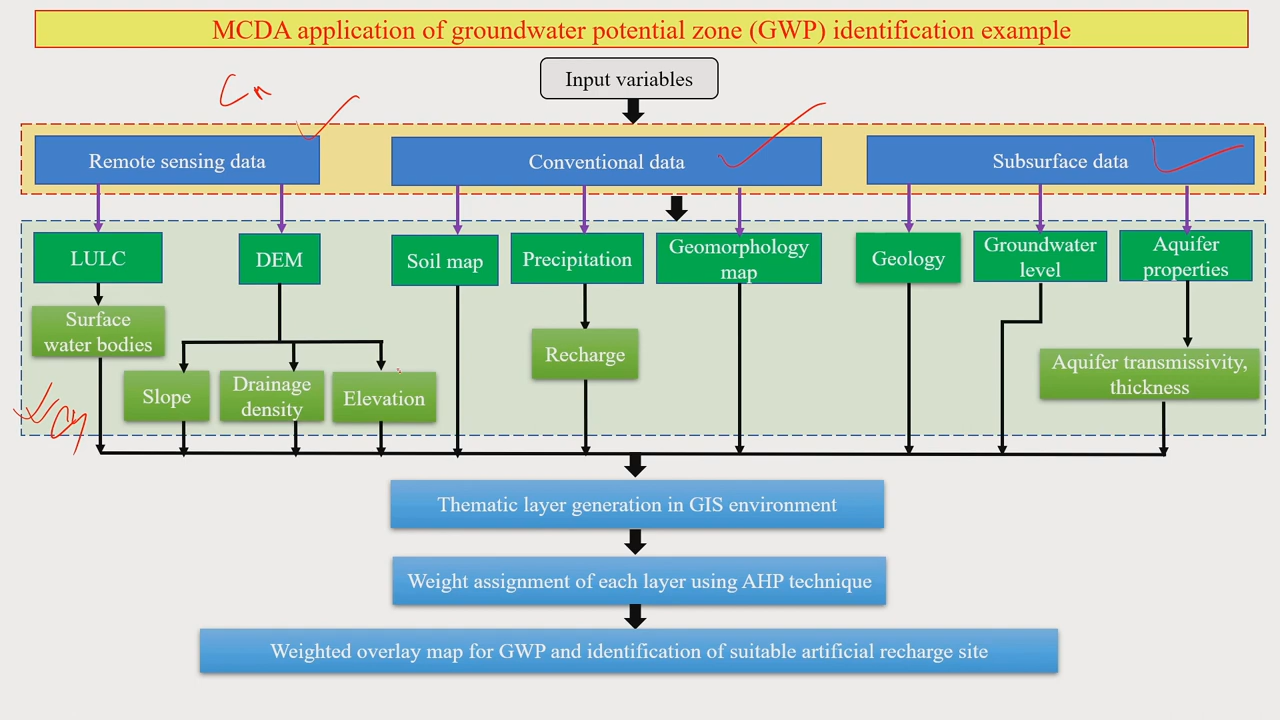 MCDA application of groundwater potential zone (GWP) identification example
Input variables
Remote sensing data
Conventional data
Subsurface data
LULC
DEM
Soil map
Precipitation
Geomorphology
map
Geology
Groundwater
level
Aquifer
properties
Surface
water bodies
Slope
Drainage
density
Elevation
Recharge
Aquifer transmissivity,
thickness
Thematic layer generation in GIS environment
Weight assignment of each layer using AHP technique
Weighted overlay map for GWP and identification of suitable artificial recharge site